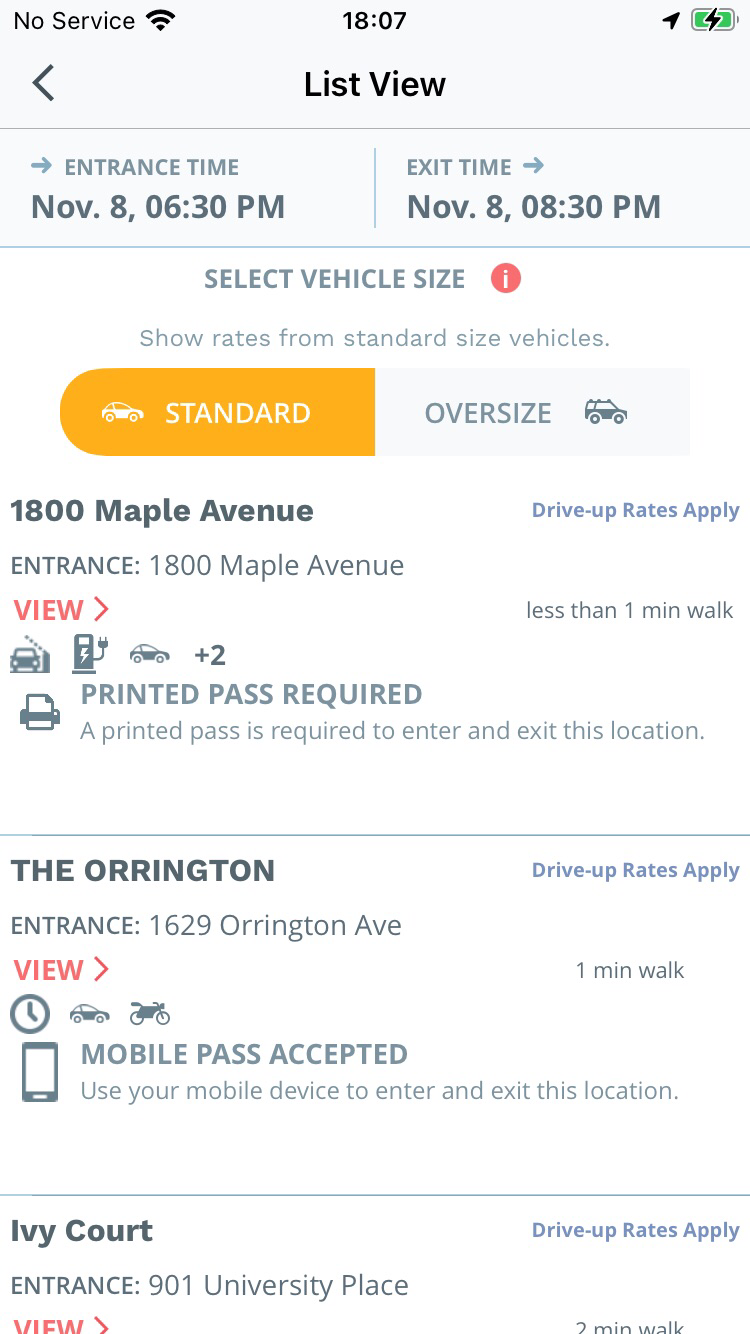 No Service
18:07
List View
ENTRANCE TIME
EXIT TIME
Nov. 8, 06:30 PM
Nov. 8, 08:30 PM
SELECT VEHICLE SIZE
i
Show rates from standard size vehicles.
STANDARD
OVERSIZE
1800 Maple Avenue
Drive-up Rates Apply
ENTRANCE: 1800 Maple Avenue
VIEW
less than 1 min walk
+2
PRINTED PASS REQUIRED
A printed pass is required to enter and exit this location.
THE ORRINGTON
Drive-up Rates Apply
ENTRANCE: 1629 Orrington Ave
VIEW
1 min walk
MOBILE PASS ACCEPTED
Use your mobile device to enter and exit this location.
Ivy Court
Drive-up Rates Apply
ENTRANCE: 901 University Place
VIEW
2 min walk